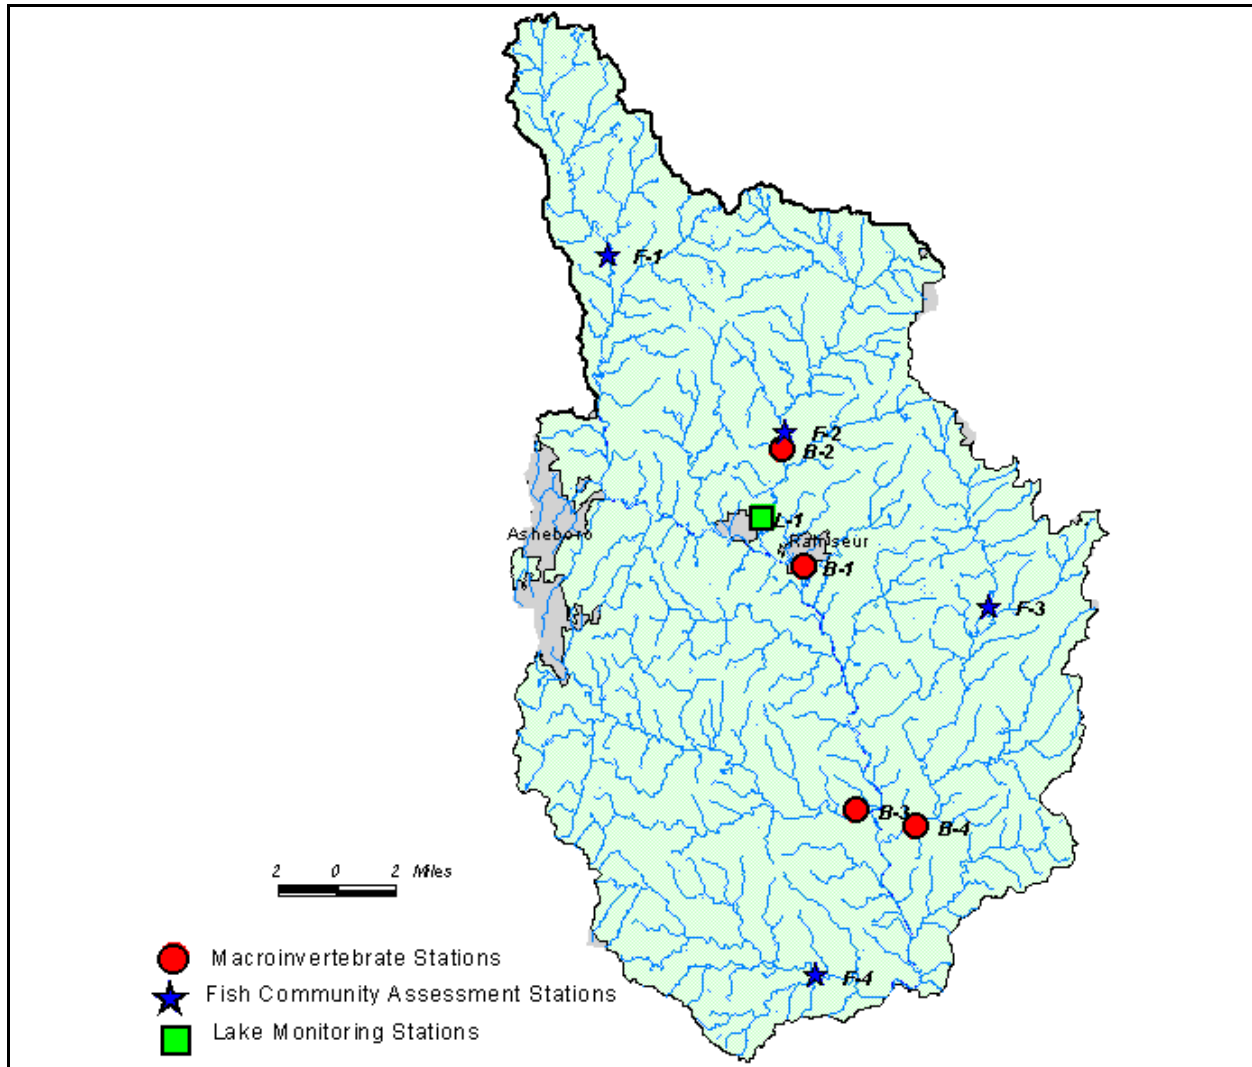 F-1
F-2
B-2
L-1
Asheboro
Ramseur
B-1
F-3
B-3
B-4
2 0 2 Miles
Macroinvertebrate Stations
F-4
Fish Community Assessment Stations
Lake Monitoring Stations